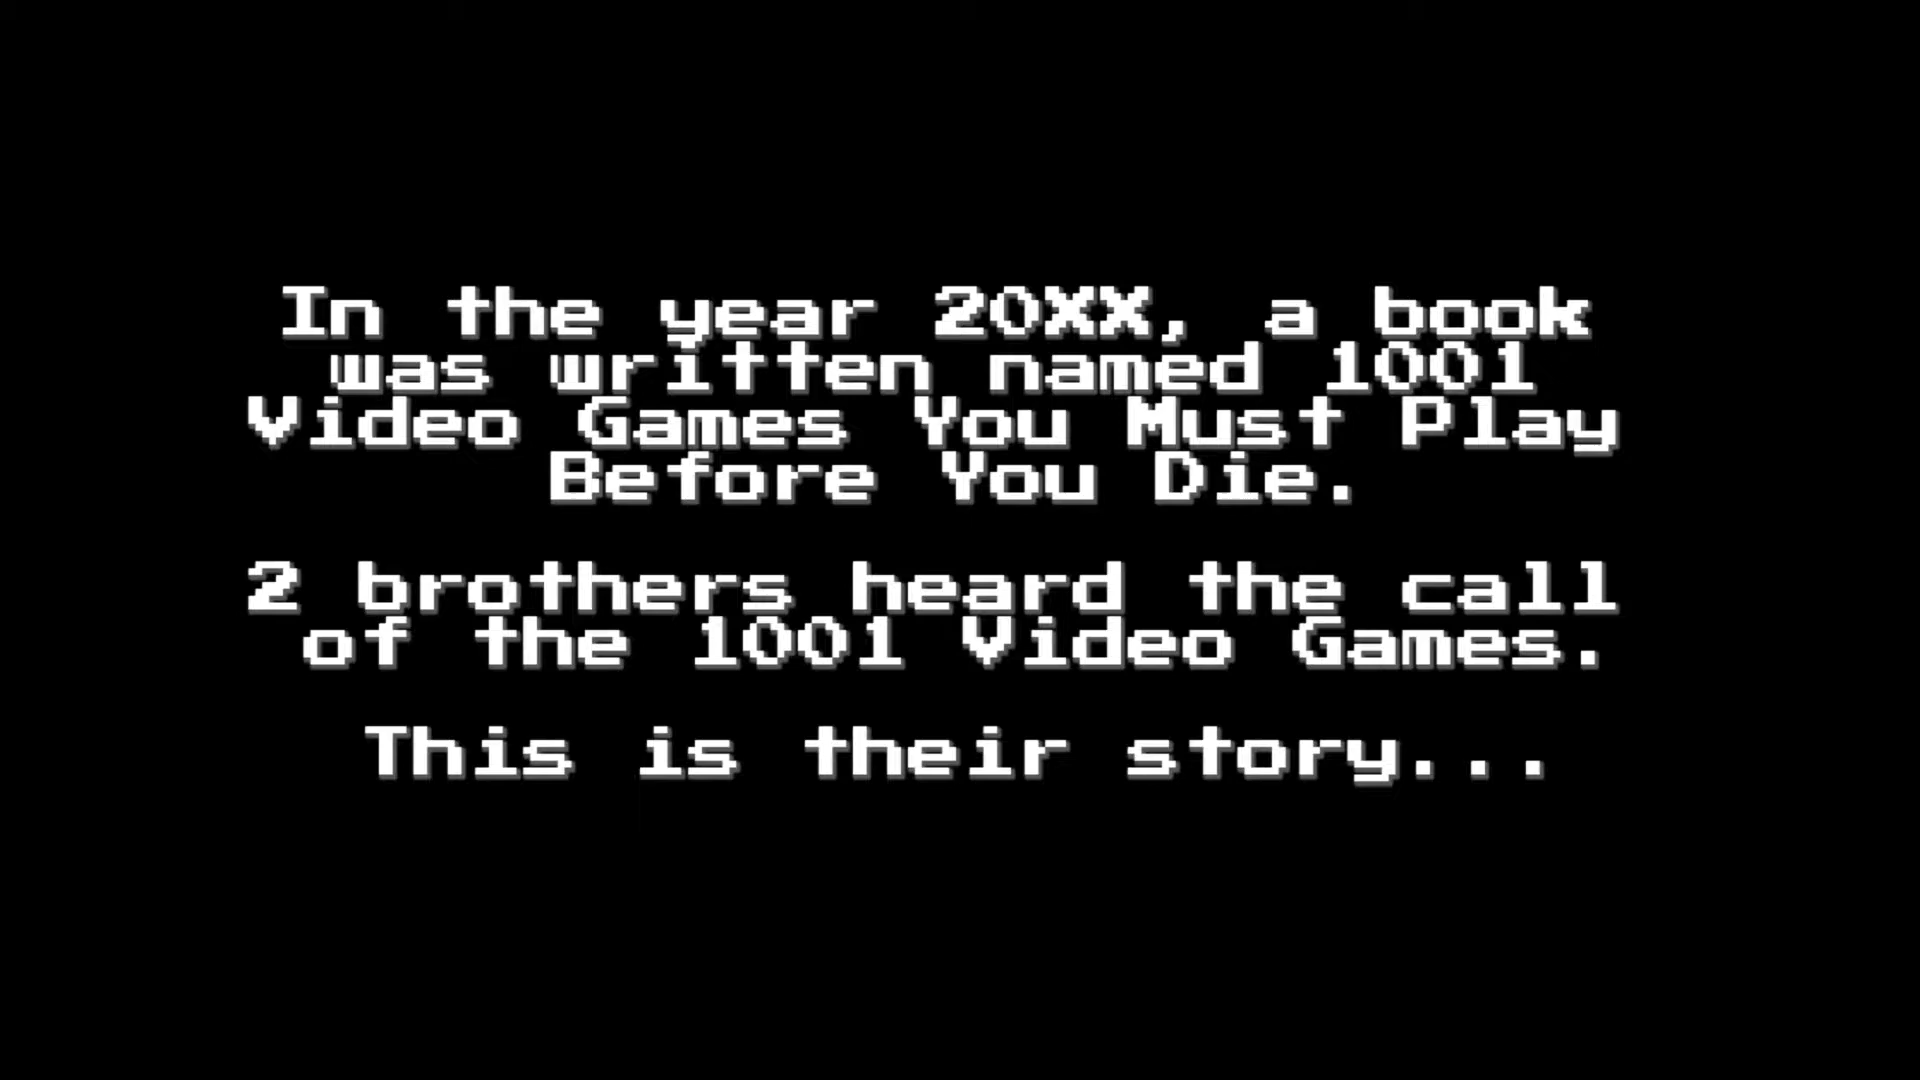 In the year 20XX, a book
was written named 1001
Video Games You Must Play
Before You Die.
2 brothers heard the call
of the 1001 Video Games.
This is their story...